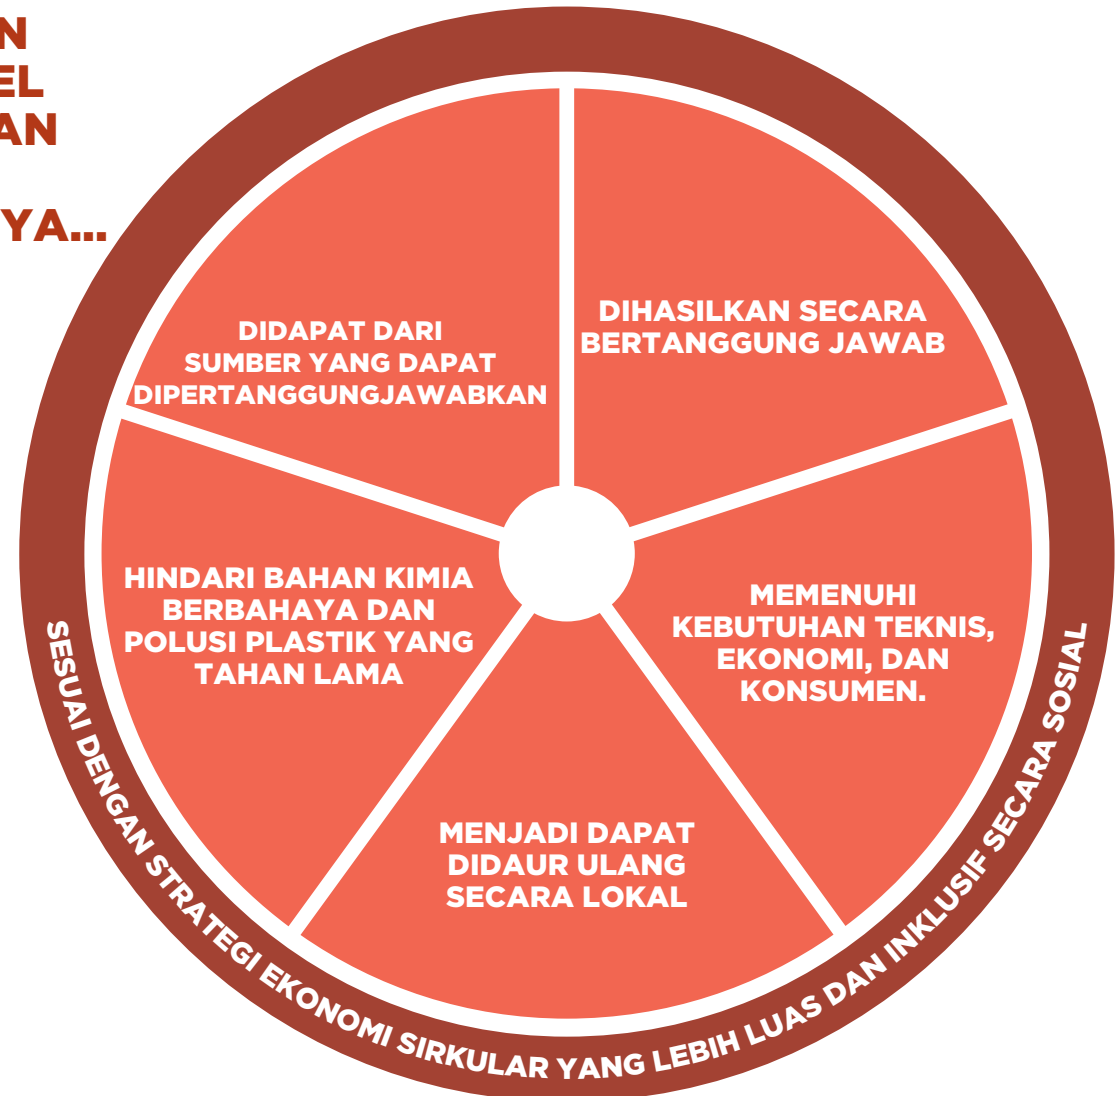 N
EL
AN
YA...
DIHASILKAN SECARA
BERTANGGUNG JAWAB
DIDAPAT DARI
SUMBER YANG DAPAT
DIPERTANGGUNGJAWABKAN
HINDARI BAHAN KIMIA
BERBAHAYA DAN
POLUSI PLASTIK YANG
TAHAN LAMA
MEMENUHI
KEBUTUHAN TEKNIS,
EKONOMI, DAN
KONSUMEN.
MENJADI DAPAT
DIDAUR ULANG
SECARA LOKAL
SESUAI DENGAN STRATEGI EKONOMI SIRKULAR YANG LEBIH LUAS DAN INKLUSIF SECARA SOSIAL